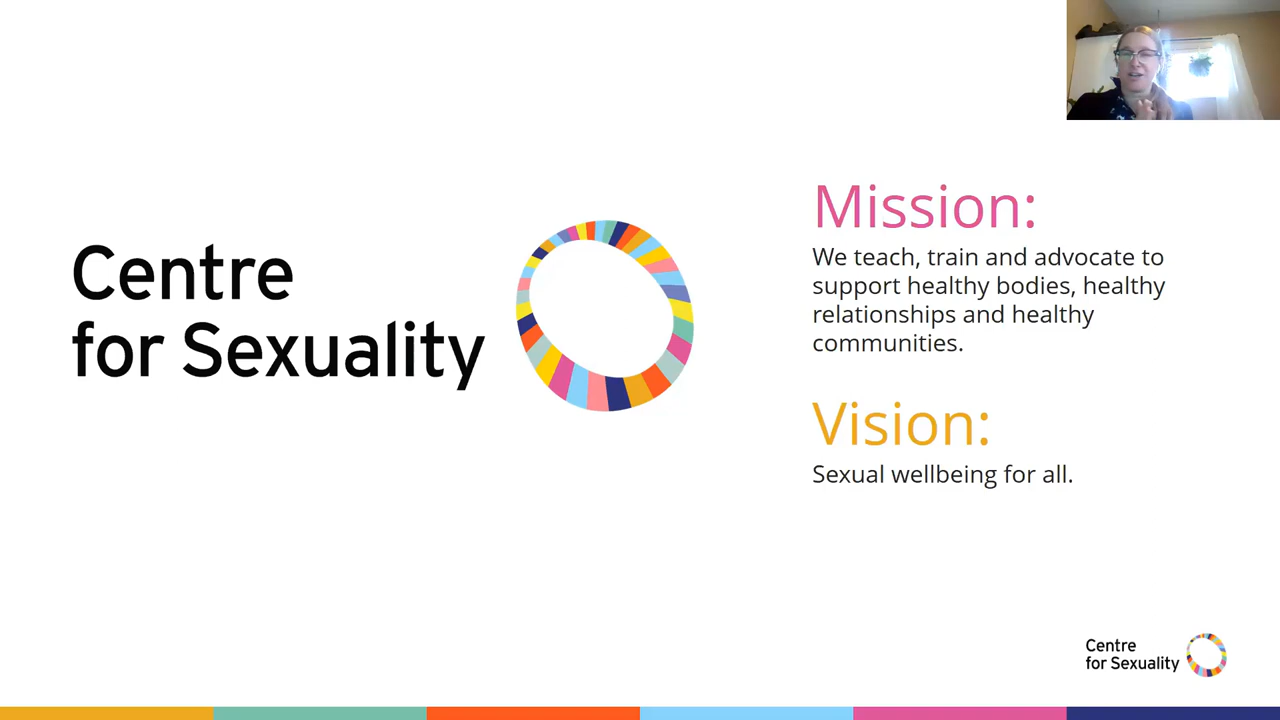 Centre
for Sexuality
Mission:
We teach, train and advocate to
support healthy bodies, healthy
relationships and healthy
communities.
Vision:
Sexual wellbeing for all.
Centre
for Sexuality